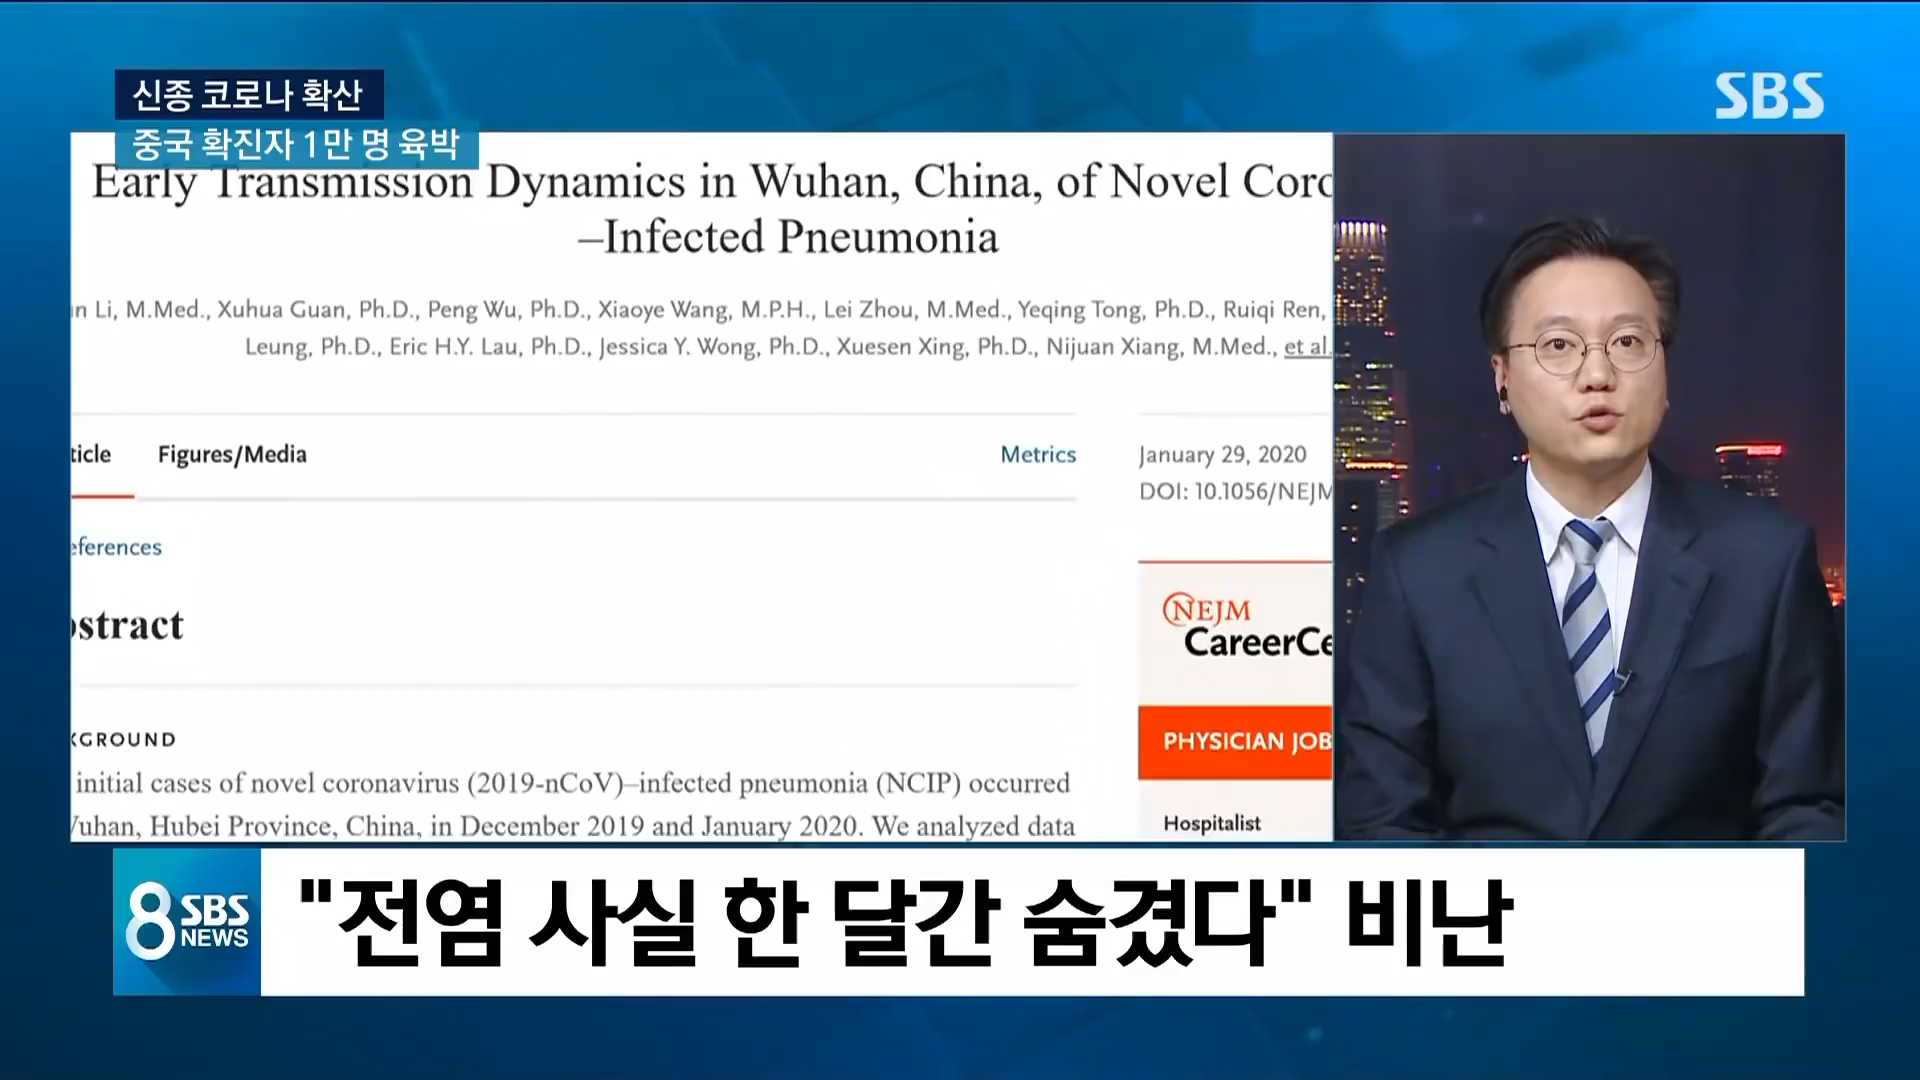 신종 코로나 확산
중국 확진자 1만 명 육박
SBS
Early Transmission Dynamics in Wuhan, China, of Novel Coro
–Infected Pneumonia
n Li, M.Med., Xuhua Guan, Ph.D., Peng Wu, Ph.D., Xiaoye Wang, M.P.H., Lei Zhou, M.Med., Yeqing Tong, Ph.D., Ruiqi Ren,
Leung, Ph.D., Eric H.Y. Lau, Ph.D., Jessica Y. Wong, Ph.D., Xuesen Xing, Ph.D., Nijuan Xiang, M.Med., et al.
ticle Figures/Media Metrics
January 29, 2020
DOI: 10.1056/NEJM
eferences
ostract
NEJM
CareerCe
KGROUND
PHYSICIAN JOB
initial cases of novel coronavirus (2019-nCoV)–infected pneumonia (NCIP) occurred
Wuhan, Hubei Province, China, in December 2019 and January 2020. We analyzed data
Hospitalist
8 SBS
NEWS
"전염 사실 한 달간 숨겼다" 비난